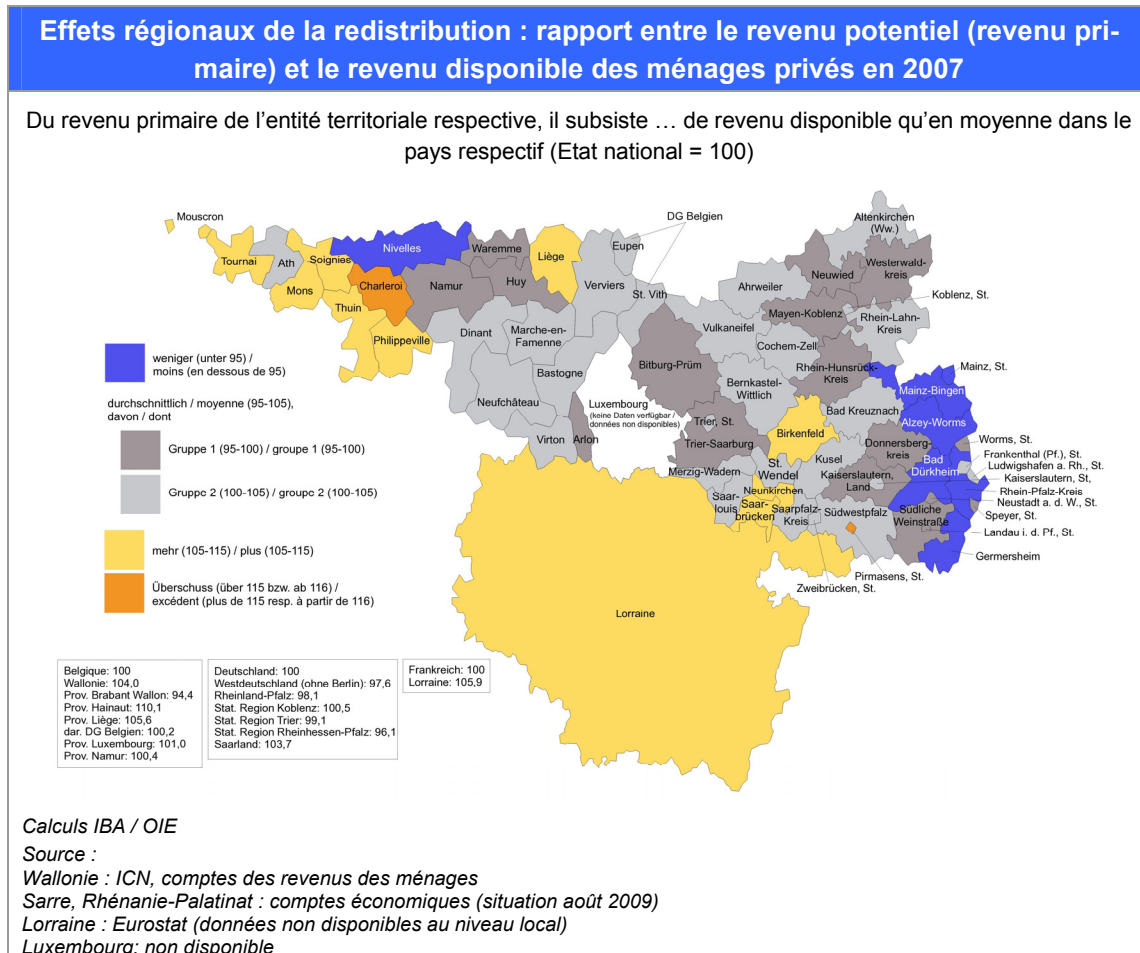 Effets régionaux de la redistribution : rapport entre le revenu potentiel (revenu pri-
maire) et le revenu disponible des ménages privés en 2007
Du revenu primaire de l'entité territoriale respective, il subsiste … de revenu disponible qu'en moyenne dans le
pays respectif (Etat national = 100)
Mouscron
Tournai
Ath
Soignies
Mons
Nivelles
Charleroi
Thuin
Philippeville
Namur
Waremme
Huy
Liège
Verviers
Eupen
DG Belgien
St. Vith
Dinant
Marche-en-
Famenne
Bastogne
Neufchâteau
Virton
Arlon
Luxembourg
(keine Daten verfügbar /
données non disponibles)
Altenkirchen
(Ww.)
Neuwied
Westerwald-
kreis
Ahrweiler
Koblenz, St.
Mayen-Koblenz
Rhein-Lahn-
Kreis
Vulkaneifel
Cochem-Zell
Bitburg-Prüm
Rhein-Hunsrück-
Kreis
Bernkastel-
Wittlich
Mainz, St.
Mainz-Bingen
Bad Kreuznach
Alzey-Worms
Trier, St.
Trier-Saarburg
Birkenfeld
Donnersberg-
kreis
Worms, St.
Frankenthal (Pf.), St.
Ludwigshafen a. Rh., St.
Kaiserslautern, St,
Rhein-Pfalz-Kreis
Neustadt a. d. W., St.
Speyer, St.
Landau i. d. Pf., St.
Germersheim
Merzig-Wadern
St.
Wendel
Kusel
Kaiserslautern,
Land
Bad
Dürkheim
Neunkirchen
Saar-
louis
Saar-
brücken
Saarpfalz-
Kreis
Südwestpfalz
Südliche
Weinstraße
Pirmasens, St.
Zweibrücken, St.
Lorraine
weniger (unter 95) /
moins (en dessous de 95)
durchschnittlich / moyenne (95-105),
davon / dont
Gruppe 1 (95-100) / groupe 1 (95-100)
Gruppe 2 (100-105) / groupe 2 (100-105)
mehr (105-115) / plus (105-115)
Überschuss (über 115 bzw. ab 116) /
excédent (plus de 115 resp. à partir de 116)
Belgique: 100
Wallonie: 104,0
Prov. Brabant Wallon: 94,4
Prov. Hainaut: 110,1
Prov. Liège: 105,6
dar. DG Belgien: 100,2
Prov. Luxembourg: 101,0
Prov. Namur: 100,4
Deutschland: 100
Westdeutschland (ohne Berlin): 97,6
Rheinland-Pfalz: 98,1
Stat. Region Koblenz: 100,5
Stat. Region Trier: 99,1
Stat. Region Rheinhessen-Pfalz: 96,1
Saarland: 103,7
Frankreich: 100
Lorraine: 105,9
Calculs IBA / OIE
Source :
Wallonie : ICN, comptes des revenus des ménages
Sarre, Rhénanie-Palatinat : comptes économiques (situation août 2009)
Lorraine : Eurostat (données non disponibles au niveau local)
Luxembourg: non disponible